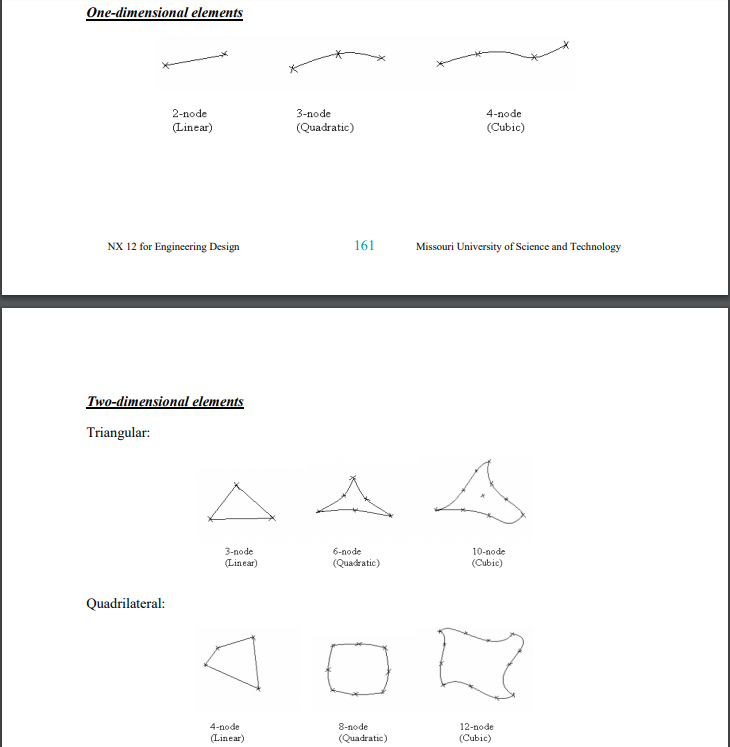 One-dimensional elements
2-node 3-node 4-node
(Linear) (Quadratic) (Cubic)
NX 12 for Engineering Design 161 Missouri University of Science and Technology
Two-dimensional elements
Triangular:
3-node 6-node 10-node
(Linear) (Quadratic) (Cubic)
Quadrilateral:
4-node 8-node 12-node
(Linear) (Quadratic) (Cubic)